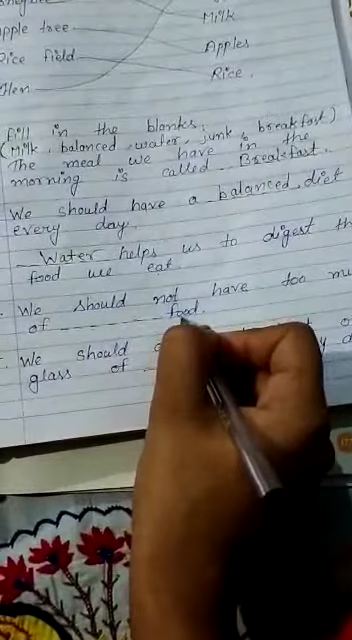 Milk
apple tree
Apples
Rice field
Rice.
Hen
fill in the blanks.
(Milk, balanced, water, junk, breakfast)
The meal we have in the
morning is called Breakfast.
We should have a balanced diet
every day.
Water helps us to digest th
food we eat.
We should not have too mu
of food.
We should
glass of